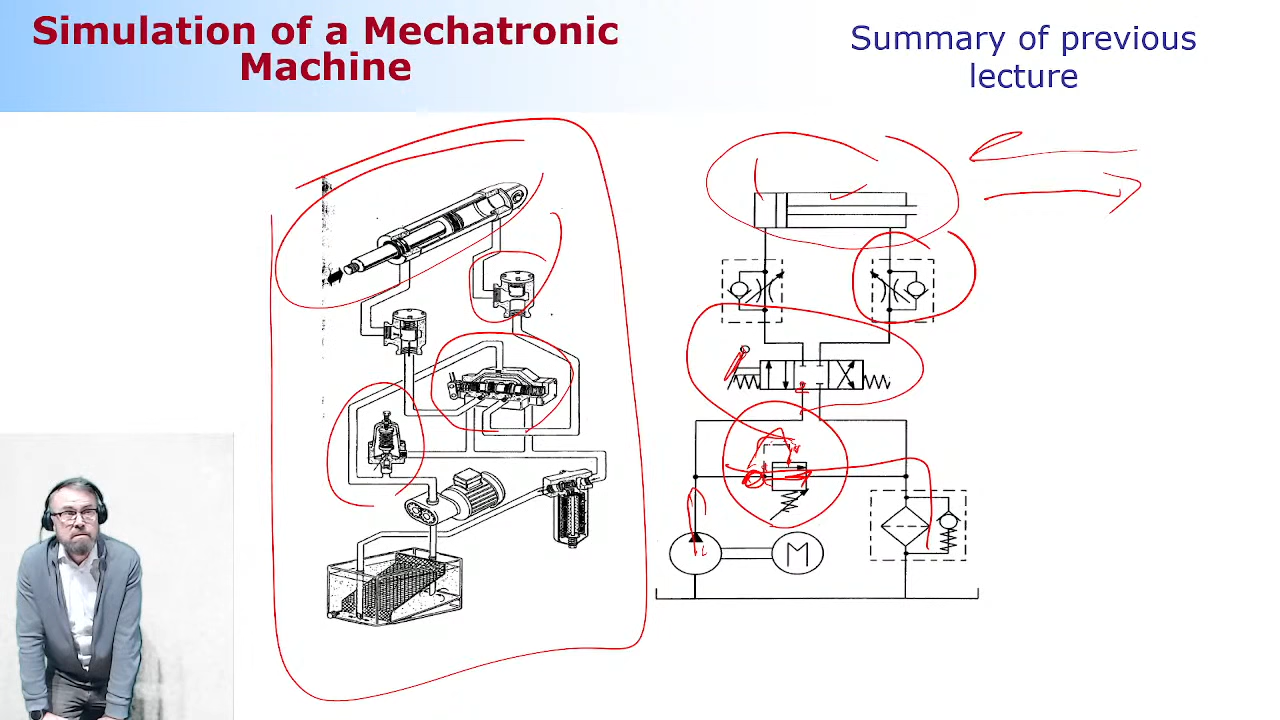 Simulation of a Mechatronic
Machine
Summary of previous
lecture
M